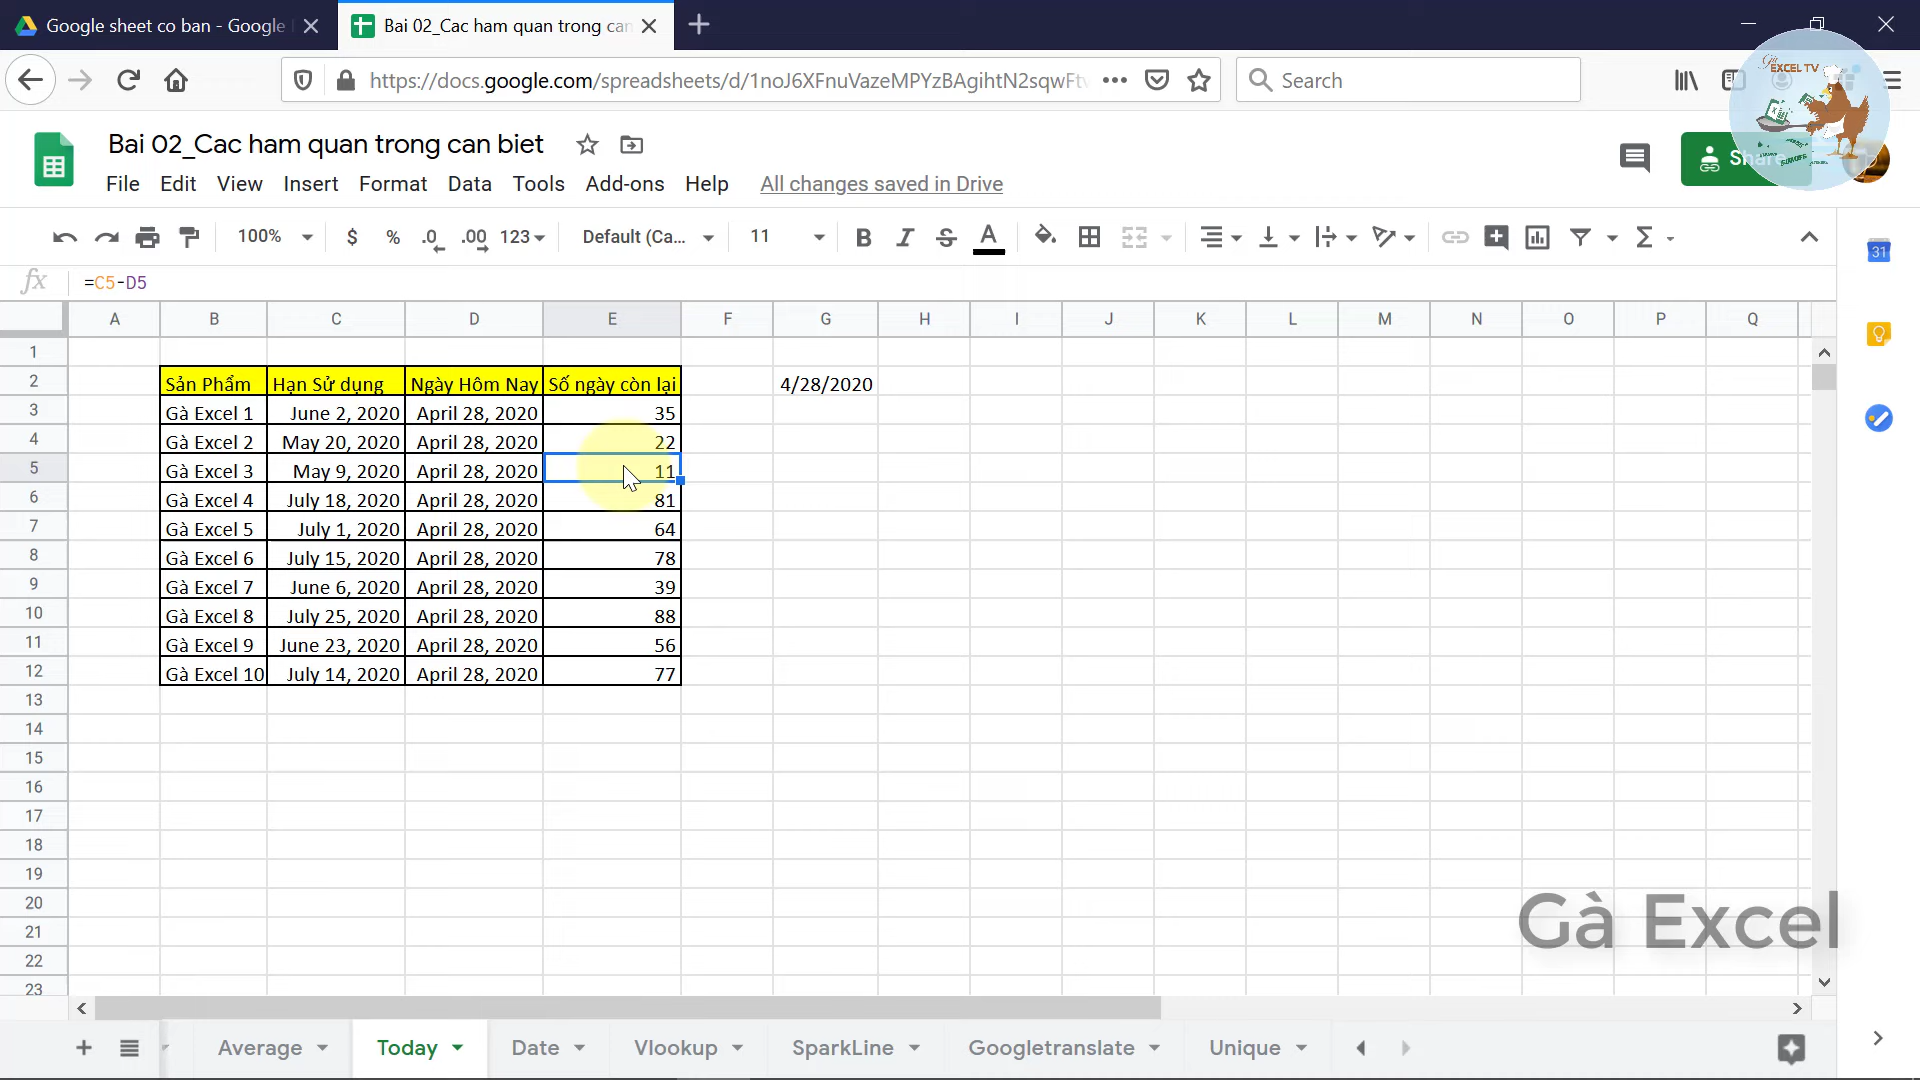 Google sheet co ban - Google
Bai 02_Cac ham quan trong can
https://docs.google.com/spreadsheets/d/1noJ6XFnuVazeMPYzBAgihtN2sqwFtv
Search
EXCEL TV
Bai 02_Cac ham quan trong can biet
Share
File Edit View Insert Format Data Tools Add-ons Help All changes saved in Drive
100% $ % .0 .00 123 Default (Ca... 11 B I S A
31
fx =C5-D5
A B C D E F G H I J K L M N O P Q
1
2 Sản Phẩm Hạn Sử dụng Ngày Hôm Nay Số ngày còn lại 4/28/2020
3 Gà Excel 1 June 2, 2020 April 28, 2020 35
4 Gà Excel 2 May 20, 2020 April 28, 2020 22
5 Gà Excel 3 May 9, 2020 April 28, 2020 11
6 Gà Excel 4 July 18, 2020 April 28, 2020 81
7 Gà Excel 5 July 1, 2020 April 28, 2020 64
8 Gà Excel 6 July 15, 2020 April 28, 2020 78
9 Gà Excel 7 June 6, 2020 April 28, 2020 39
10 Gà Excel 8 July 25, 2020 April 28, 2020 88
11 Gà Excel 9 June 23, 2020 April 28, 2020 56
12 Gà Excel 10 July 14, 2020 April 28, 2020 77
13
14
15
16
17
18
19
20
21
22
23
Gà Excel
Average Today Date Vlookup SparkLine Googletranslate Unique